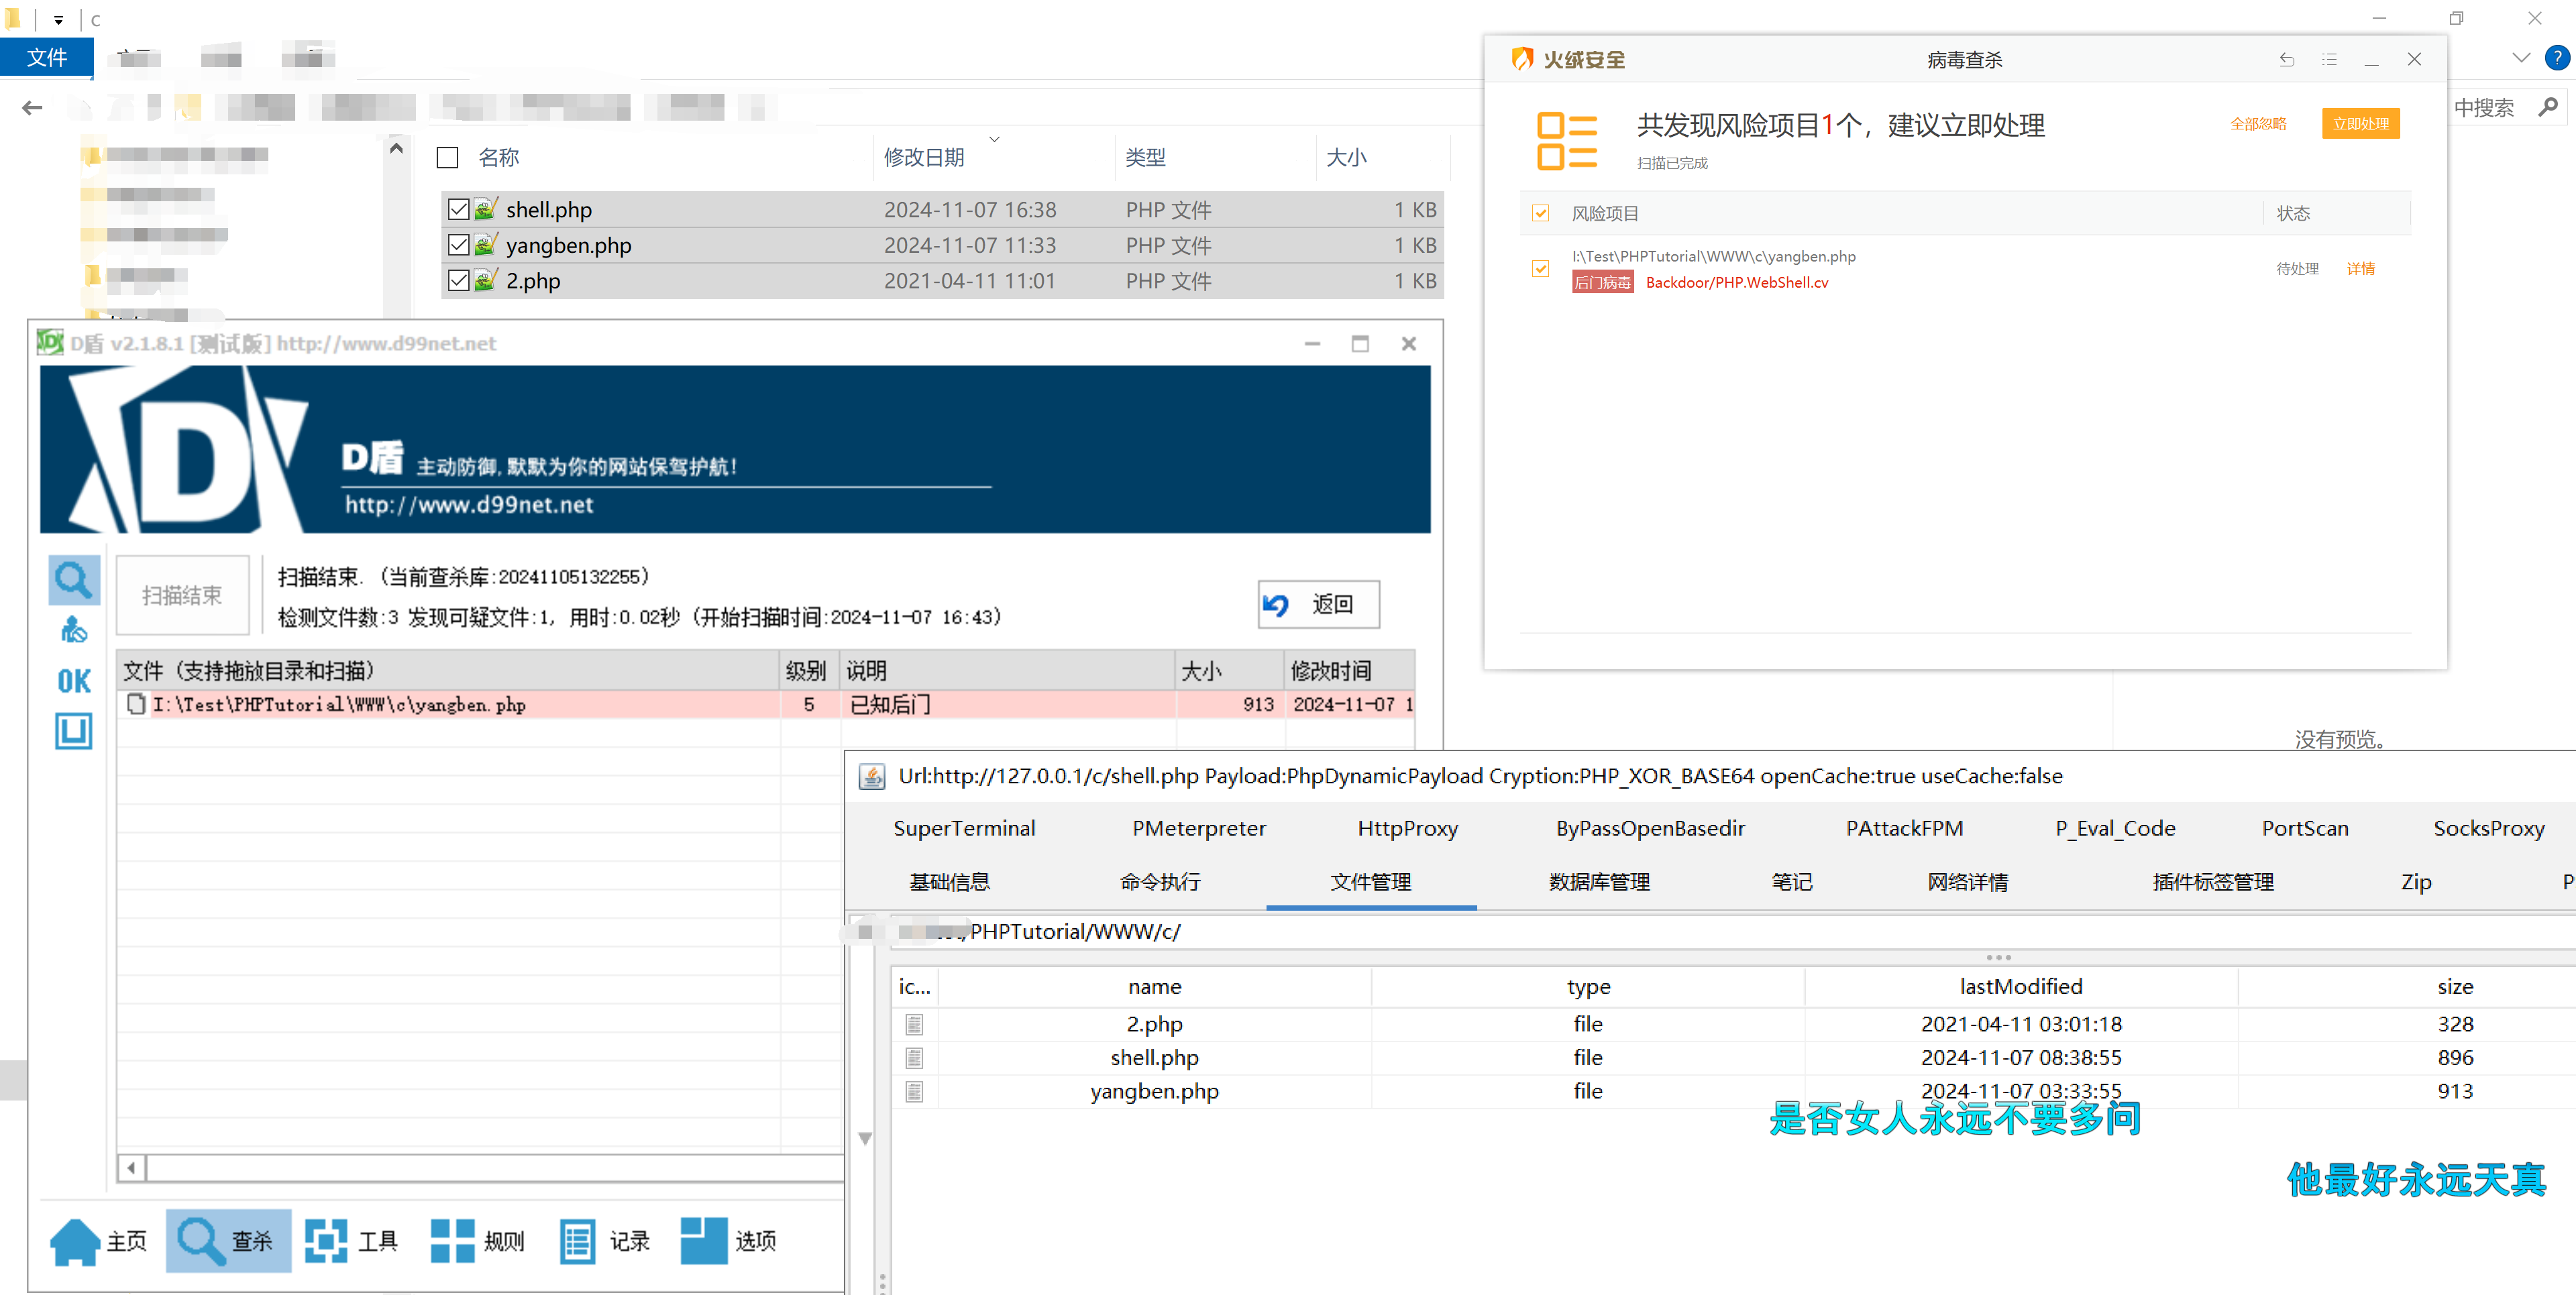 C
文件
中搜索
名称 修改日期 类型 大小
shell.php 2024-11-07 16:38 PHP 文件 1 KB
yangben.php 2024-11-07 11:33 PHP 文件 1 KB
2.php 2021-04-11 11:01 PHP 文件 1 KB
没有预览。
火绒安全 病毒查杀
共发现风险项目1个，建议立即处理
全部忽略 立即处理
扫描已完成
风险项目 状态
I:\Test\PHPTutorial\WWW\c\yangben.php
待处理 详情
后门病毒 Backdoor/PHP.WebShell.cv
D盾 v2.1.8.1 [测试版] http://www.d99net.net
D盾 主动防御,默默为你的网站保驾护航!
http://www.d99net.net
扫描结束
扫描结束. (当前查杀库:20241105132255)
检测文件数:3 发现可疑文件:1, 用时:0.02秒 (开始扫描时间:2024-11-07 16:43)
返回
OK
文件 (支持拖放目录和扫描) 级别 说明 大小 修改时间
I:\Test\PHPTutorial\WWW\c\yangben.php 5 已知后门 913 2024-11-07 1
主页 查杀 工具 规则 记录 选项
Url:http://127.0.0.1/c/shell.php Payload:PhpDynamicPayload Cryption:PHP_XOR_BASE64 openCache:true useCache:false
SuperTerminal PMeterpreter HttpProxy ByPassOpenBasedir PAttackFPM P_Eval_Code PortScan SocksProxy
基础信息 命令执行 文件管理 数据库管理 笔记 网络详情 插件标签管理 Zip P
/PHPTutorial/WWW/c/
ic... name type lastModified size
2.php file 2021-04-11 03:01:18 328
shell.php file 2024-11-07 08:38:55 896
yangben.php file 2024-11-07 03:33:55 913
是否女人永远不要多问
他最好永远天真